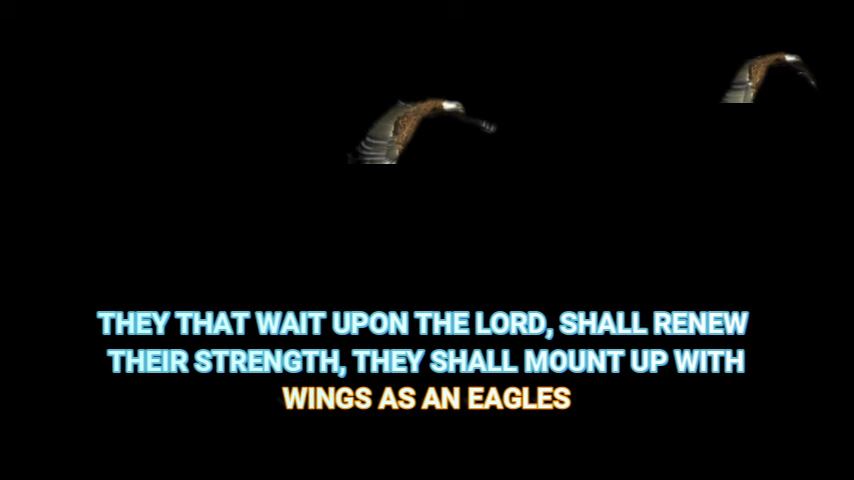 THEY THAT WAIT UPON THE LORD, SHALL RENEW
THEIR STRENGTH, THEY SHALL MOUNT UP WITH
WINGS AS AN EAGLES